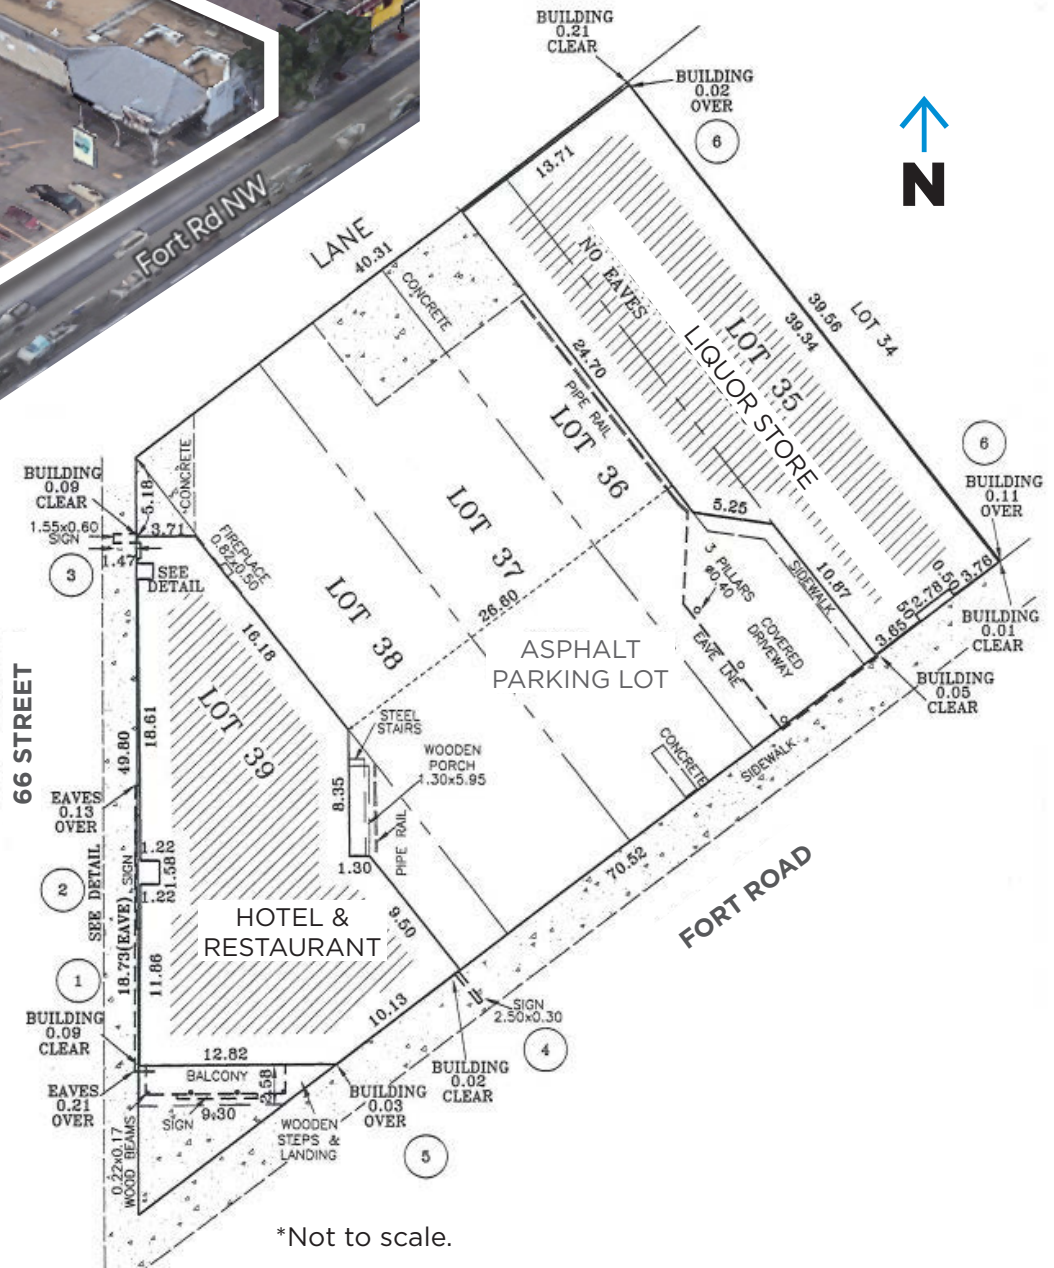 BUILDING
0.21
CLEAR
BUILDING
0.02
OVER
6
N
Fort Rd NW
LANE
40.31
13.71
CONCRETE
NO EAVES
39.56
39.34
LOT 34
LOT 35
LIQUOR STORE
24.70
PIPE RAIL
LOT 36
5.25
6
BUILDING
0.11
OVER
BUILDING
0.09
CLEAR
5.18
CONCRETE
1.55x0.60
SIGN
3.71
1.47
3
SEE
DETAIL
FIREPLACE
0.82x0.50
LOT 37
LOT 38
26.80
3 PILLARS
ø0.40
SIDEWALK
10.87
COVERED
DRIVEWAY
EAVE LINE
0.50
2.78
3.76
50
3.65
BUILDING
0.01
CLEAR
BUILDING
0.05
CLEAR
ASPHALT
PARKING LOT
16.18
LOT 39
66 STREET
49.80
18.61
STEEL
STAIRS
WOODEN
PORCH
1.30x5.95
8.35
PIPE RAIL
1.30
CONCRETE
SIDEWALK
EAVES
0.13
OVER
SEE DETAIL
2
1.22
1.58
1.22
SIGN
18.73(EAVE)
11.86
70.52
FORT ROAD
HOTEL &
RESTAURANT
9.50
1
10.13
SIGN
2.50x0.30
4
BUILDING
0.09
CLEAR
12.82
BALCONY
2.58
BUILDING
0.02
CLEAR
EAVES
0.21
OVER
9.30
SIGN
BUILDING
0.03
OVER
0.22x0.17
WOOD BEAMS
WOODEN
STEPS &
LANDING
5
*Not to scale.